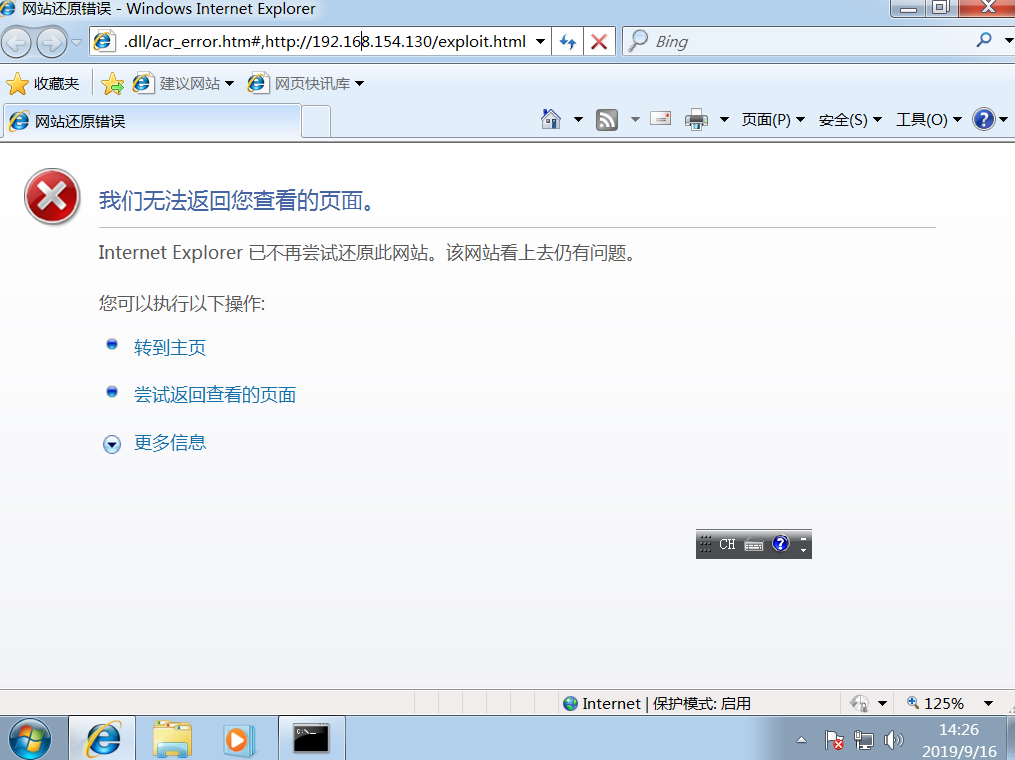 网站还原错误 - Windows Internet Explorer
.dll/acr_error.htm#,http://192.168.154.130/exploit.html
Bing
收藏夹
建议网站
网页快讯库
网站还原错误
页面(P)
安全(S)
工具(O)
我们无法返回您查看的页面。
Internet Explorer 已不再尝试还原此网站。该网站看上去仍有问题。
您可以执行以下操作:
转到主页
尝试返回查看的页面
更多信息
CH
Internet | 保护模式: 启用
125%
14:26
2019/9/16